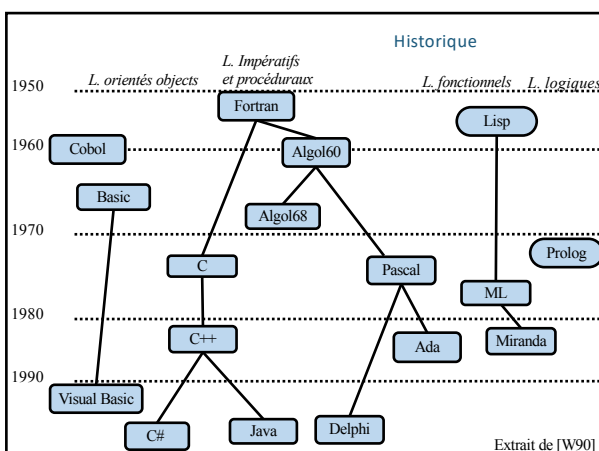 Historique
L. orientés objects
L. Impératifs
et procéduraux
L. fonctionnels
L. logiques
1950
Fortran
Lisp
1960
Cobol
Algol60
Basic
Algol68
1970
Prolog
C
Pascal
ML
1980
C++
Ada
Miranda
1990
Visual Basic
C#
Java
Delphi
Extrait de [W90]